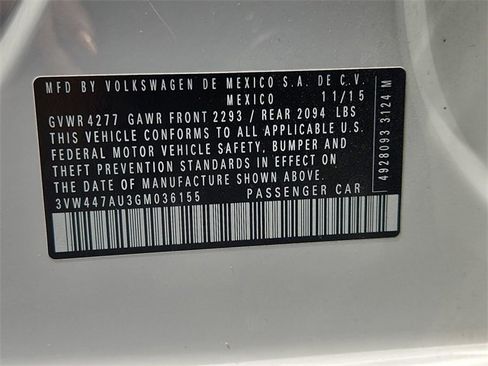 MFD BY VOLKSWAGEN DE MEXICO S.A. DE C.V.
MEXICO 11/15
GVWR 4277 GAWR FRONT 2293 / REAR 2094 LBS
THIS VEHICLE CONFORMS TO ALL APPLICABLE U.S.
FEDERAL MOTOR VEHICLE SAFETY, BUMPER AND
THEFT PREVENTION STANDARDS IN EFFECT ON
THE DATE OF MANUFACTURE SHOWN ABOVE.
3VW447AU3GM036155 PASSENGER CAR
4928093 3124 M